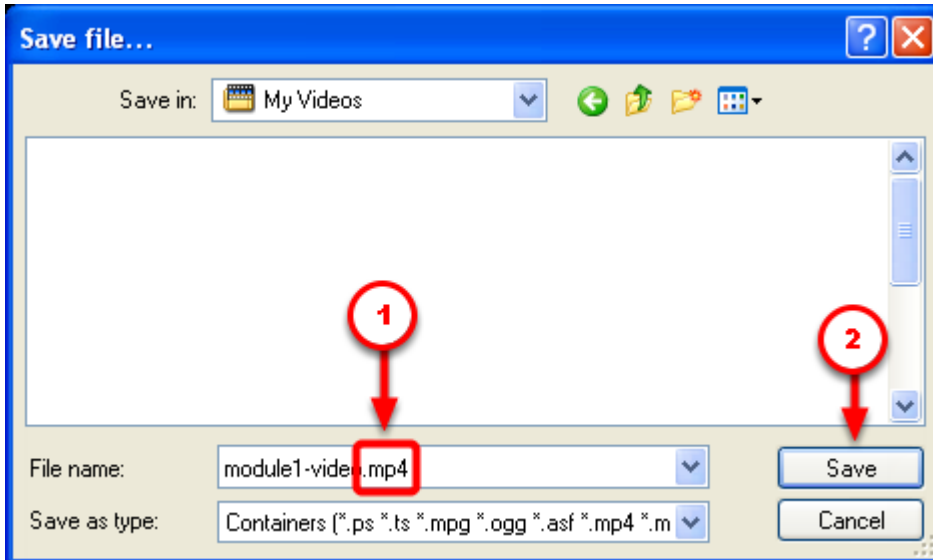 Save file...
Save in: My Videos
1
2
File name: module1-video.mp4 Save
Save as type: Containers (*.ps *.ts *.mpg *.ogg *.asf *.mp4 *.m Cancel